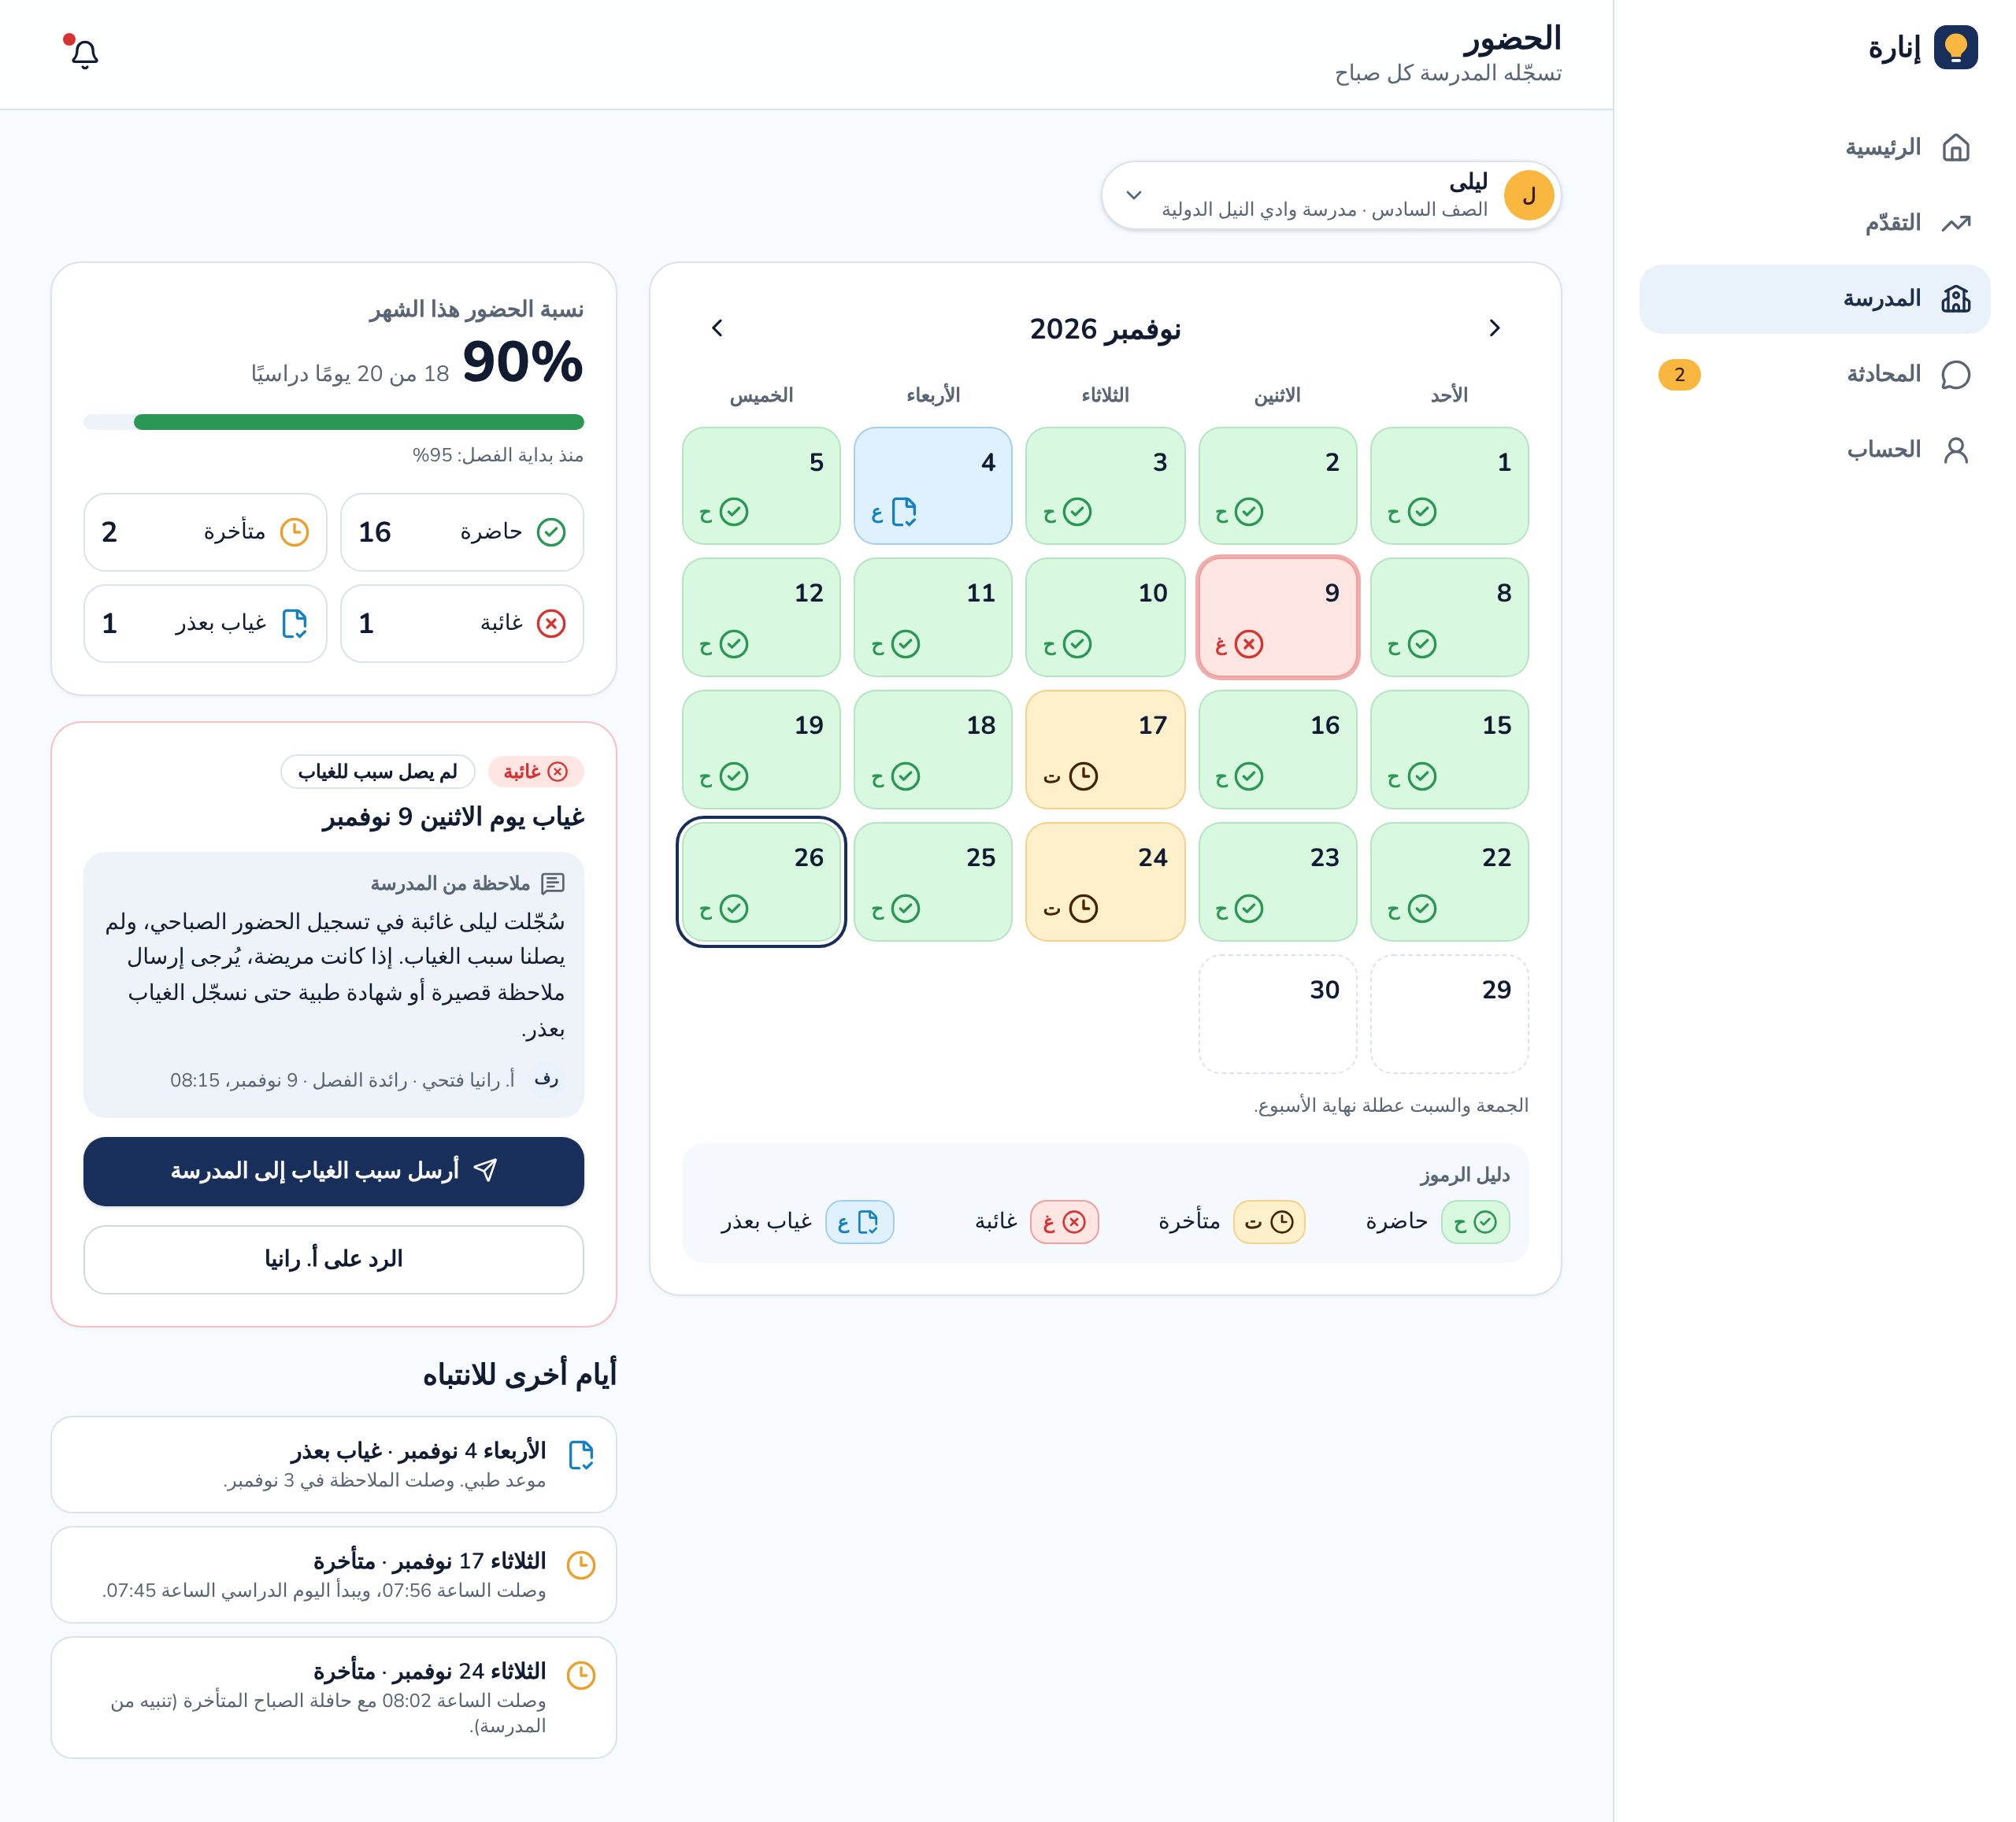 إنارة
الرئيسية
التقدّم
المدرسة
المحادثة 2
الحساب
الحضور
تسجّله المدرسة كل صباح
ل
ليلى
الصف السادس · مدرسة وادي النيل الدولية
نوفمبر 2026
الأحد الاثنين الثلاثاء الأربعاء الخميس
1 2 3 4 5
ح ح ح ع ح
8 9 10 11 12
ح غ ح ح ح
15 16 17 18 19
ح ح ت ح ح
22 23 24 25 26
ح ح ت ح ح
29 30
الجمعة والسبت عطلة نهاية الأسبوع.
دليل الرموز
ح حاضرة ت متأخرة غ غائبة ع غياب بعذر
نسبة الحضور هذا الشهر
90% 18 من 20 يومًا دراسيًا
منذ بداية الفصل: 95%
حاضرة 16 متأخرة 2
غائبة 1 غياب بعذر 1
غائبة لم يصل سبب للغياب
غياب يوم الاثنين 9 نوفمبر
ملاحظة من المدرسة
سُجّلت ليلى غائبة في تسجيل الحضور الصباحي، ولم
يصلنا سبب الغياب. إذا كانت مريضة، يُرجى إرسال
ملاحظة قصيرة أو شهادة طبية حتى نسجّل الغياب
بعذر.
رف أ. رانيا فتحي · رائدة الفصل · 9 نوفمبر، 08:15
أرسل سبب الغياب إلى المدرسة
الرد على أ. رانيا
أيام أخرى للانتباه
الأربعاء 4 نوفمبر · غياب بعذر
موعد طبي. وصلت الملاحظة في 3 نوفمبر.
الثلاثاء 17 نوفمبر · متأخرة
وصلت الساعة 07:56، ويبدأ اليوم الدراسي الساعة 07:45.
الثلاثاء 24 نوفمبر · متأخرة
وصلت الساعة 08:02 مع حافلة الصباح المتأخرة (تنبيه من
المدرسة).